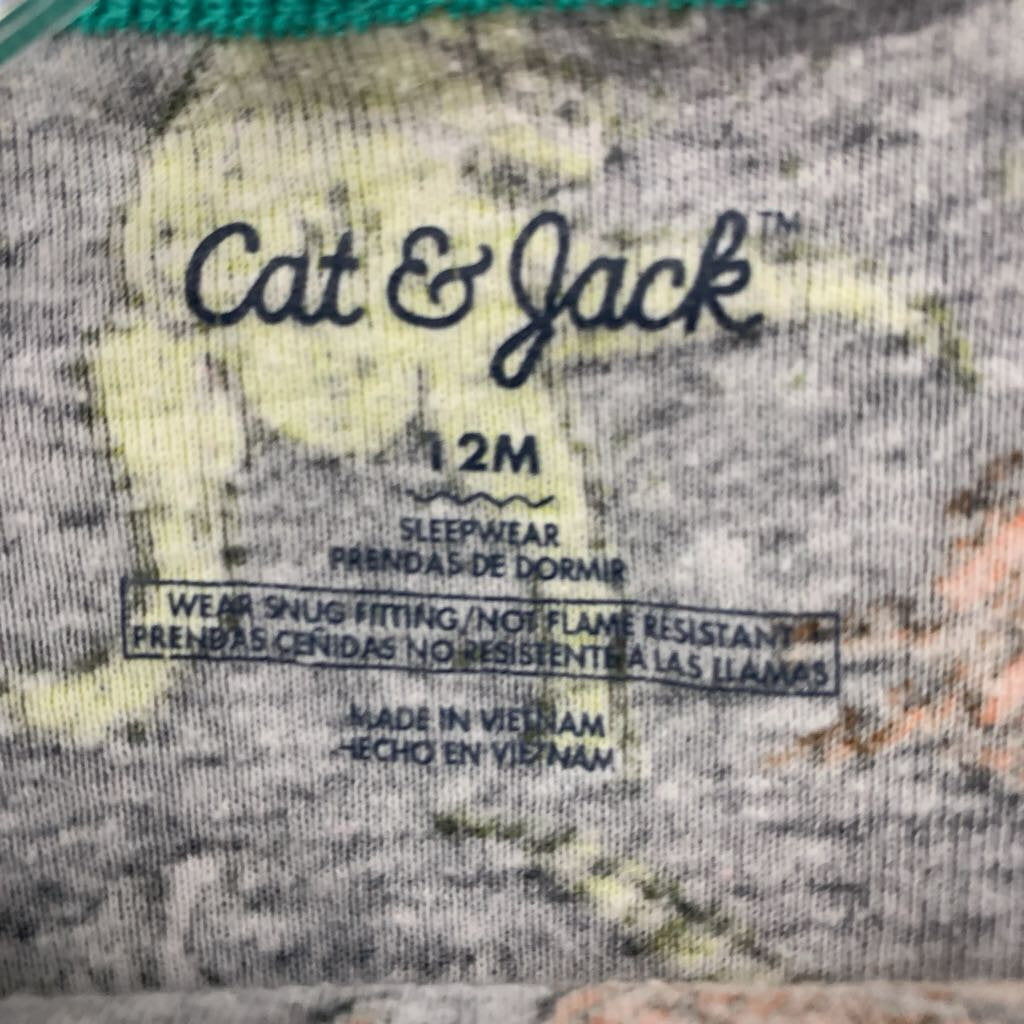 Cat & Jack™
12M
SLEEPWEAR
PRENDAS DE DORMIR
WEAR SNUG FITTING/NOT FLAME RESISTANT
PRENDAS CEÑIDAS NO RESISTENTE A LAS LLAMAS
MADE IN VIETNAM
HECHO EN VIETNAM